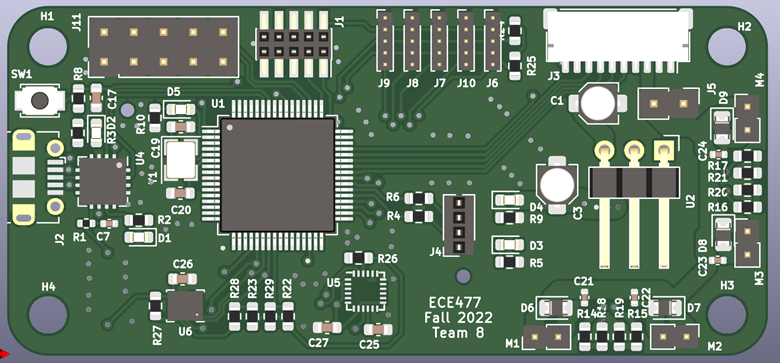 H1
J11
J1
J9
J8
J7
J10
J6
R25
J3
H2
SW1
R8
C17
D5
U1
C1
J5
D9
M4
R3
D2
R10
C19
Y1
U4
C24
R17
R21
R20
R16
J2
R1
C7
R2
D1
C20
R6
R4
J4
D4
R9
D3
R5
C3
U2
D8
C23
M3
H4
C26
R27
U6
R28
R23
R29
R22
U5
R26
C27
C25
ECE477
Fall 2022
Team 8
C21
D6
R14
R18
R19
R15
C22
D7
M1
M2
H3